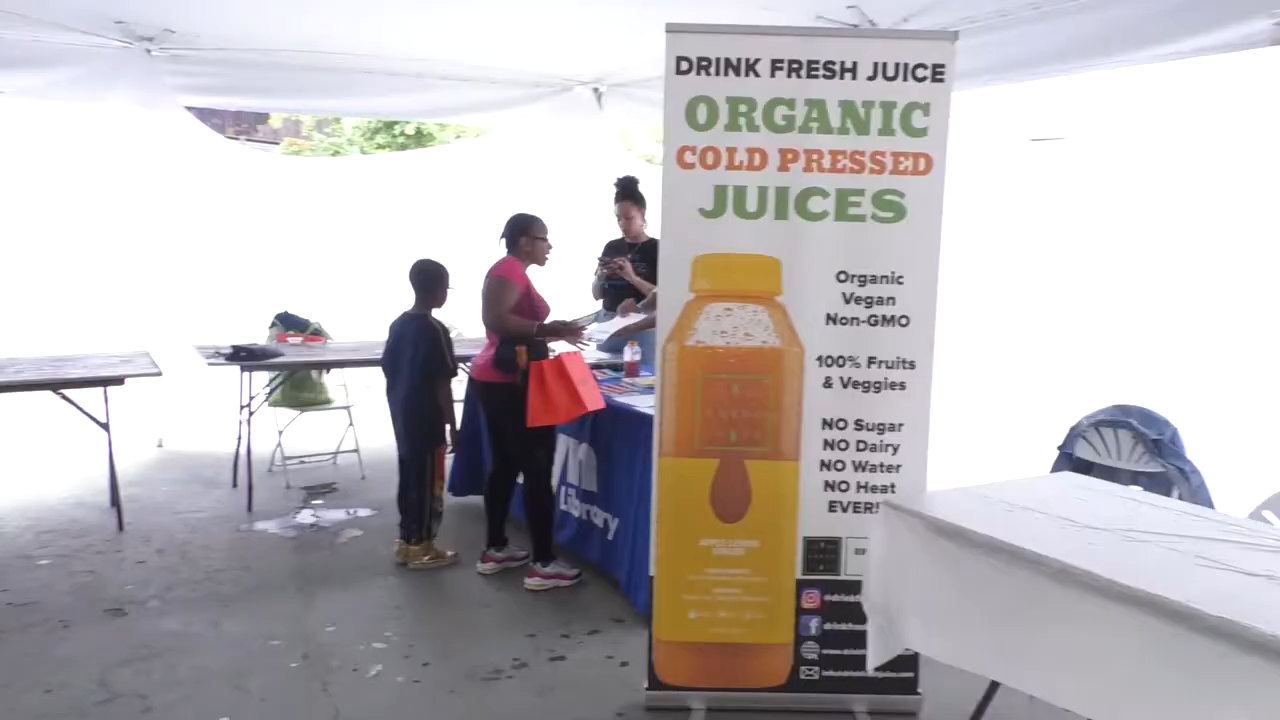 DRINK FRESH JUICE
ORGANIC
COLD PRESSED
JUICES
Organic
Vegan
Non-GMO
100% Fruits
& Veggies
NO Sugar
NO Dairy
NO Water
NO Heat
EVER!
Library